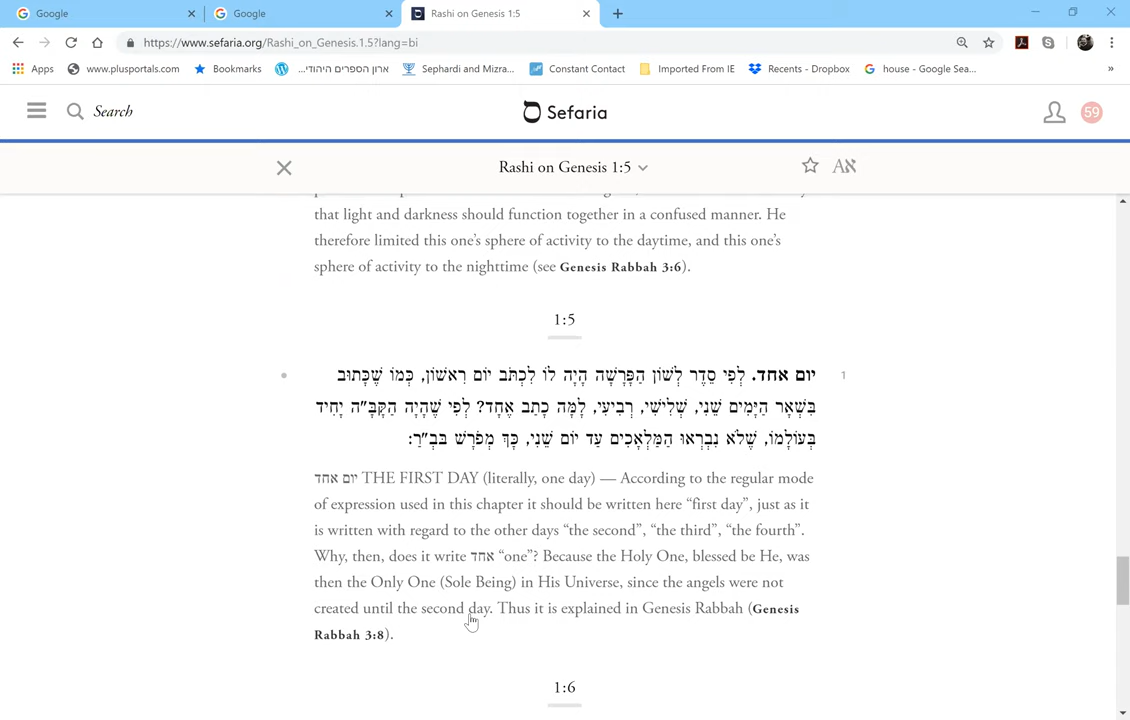 Google
Google
Rashi on Genesis 1:5
https://www.sefaria.org/Rashi_on_Genesis.1.5?lang=bi
Apps
www.plusportals.com
Bookmarks
ארון הספרים היהודי...
Sephardi and Mizra...
Constant Contact
Imported From IE
Recents - Dropbox
house - Google Sea...
»
Search
Sefaria
59
Rashi on Genesis 1:5
Aא
that light and darkness should function together in a confused manner. He
therefore limited this one’s sphere of activity to the daytime, and this one’s
sphere of activity to the nighttime (see Genesis Rabbah 3:6).
1:5
1
יום אחד. לְפִי סֵדֶר לְשׁוֹן הַפָּרָשָׁה הָיָה לוֹ לִכְתֹּב יוֹם רִאשׁוֹן, כְּמוֹ שֶׁכָּתוּב
בִּשְׁאָר הַיָּמִים שֵׁנִי, שְׁלִישִׁי, רְבִיעִי, לָמָּה כָתַב אֶחָד? לְפִי שֶׁהָיָה הַקָּבָּ"ה יָחִיד
בְּעוֹלָמוֹ, שֶׁלֹּא נִבְרְאוּ הַמַּלְאָכִים עַד יוֹם שֵׁנִי, כָּךְ מְפֹרָשׁ בּבְ"רַ:
יום אחד THE FIRST DAY (literally, one day) — According to the regular mode
of expression used in this chapter it should be written here “first day”, just as it
is written with regard to the other days “the second”, “the third”, “the fourth”.
Why, then, does it write אחד “one”? Because the Holy One, blessed be He, was
then the Only One (Sole Being) in His Universe, since the angels were not
created until the second day. Thus it is explained in Genesis Rabbah (Genesis
Rabbah 3:8).
1:6